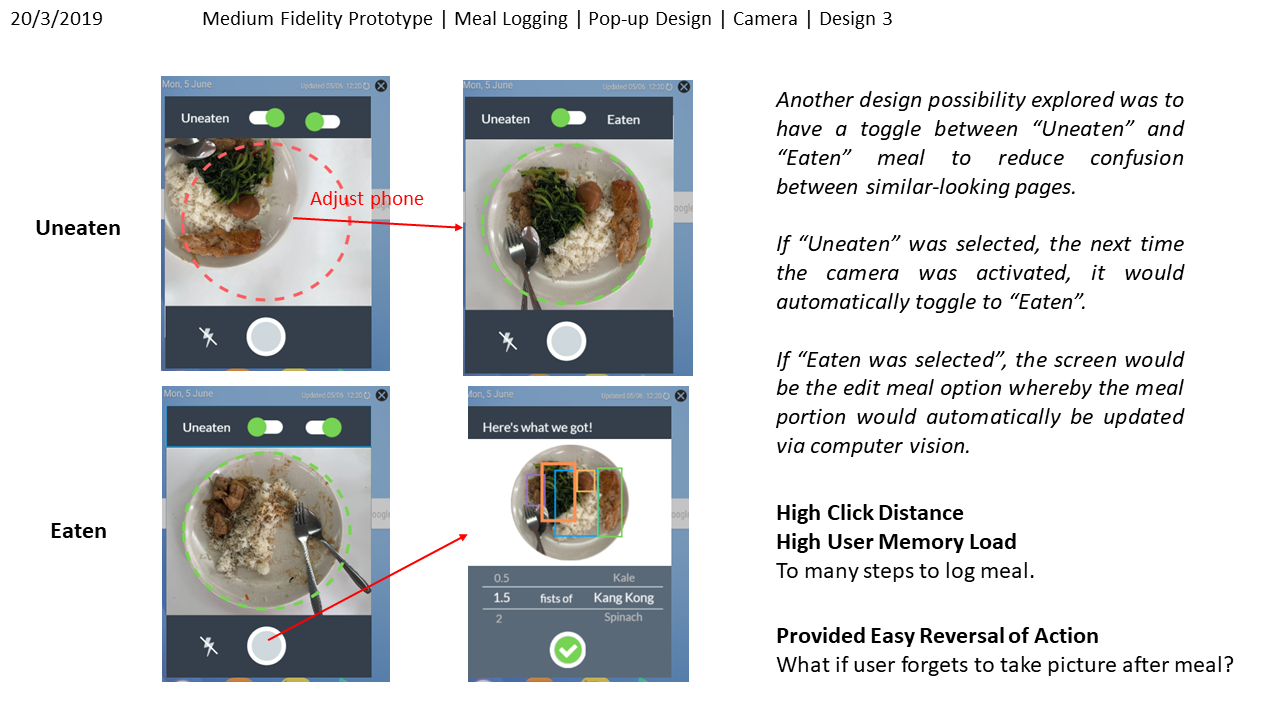 20/3/2019
Medium Fidelity Prototype | Meal Logging | Pop-up Design | Camera | Design 3
Uneaten
Mon, 5 June
Updated 05/06 12:20
Uneaten
Adjust phone
Mon, 5 June
Updated 05/06 12:20
Uneaten
Eaten
oogle
Eaten
Mon, 5 June
Updated 05/06 12:20
Uneaten
oogle
Mon, 5 June
Updated 05/06 12:20
Here's what we got!
oogle
0.5
Kale
1.5
fists of
Kang Kong
2
Spinach
Another design possibility explored was to
have a toggle between “Uneaten” and
“Eaten” meal to reduce confusion
between similar-looking pages.
If “Uneaten” was selected, the next time
the camera was activated, it would
automatically toggle to “Eaten”.
If “Eaten was selected”, the screen would
be the edit meal option whereby the meal
portion would automatically be updated
via computer vision.
High Click Distance
High User Memory Load
To many steps to log meal.
Provided Easy Reversal of Action
What if user forgets to take picture after meal?